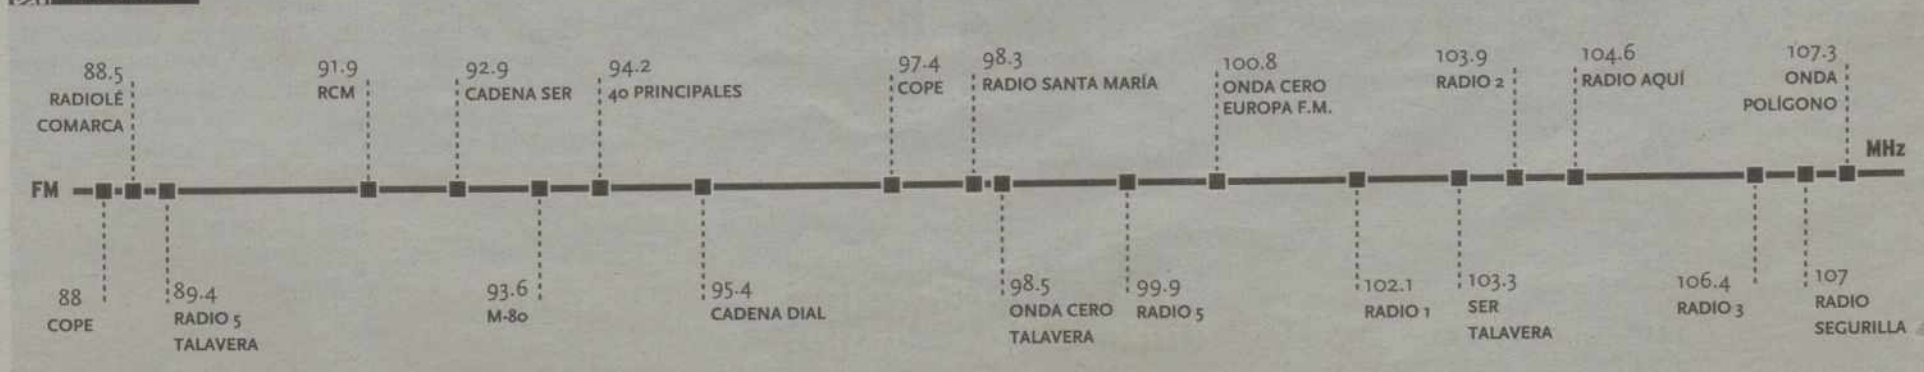 88.5
RADIOLÉ
COMARCA
91.9
RCM
92.9
CADENA SER
94.2
40 PRINCIPALES
97.4
COPE
98.3
RADIO SANTA MARÍA
100.8
ONDA CERO
EUROPA F.M.
103.9
RADIO 2
104.6
RADIO AQUÍ
107.3
ONDA
POLÍGONO
FM
MHz
88
COPE
89.4
RADIO 5
TALAVERA
93.6
M-80
95.4
CADENA DIAL
98.5
ONDA CERO
TALAVERA
99.9
RADIO 5
102.1
RADIO 1
103.3
SER
TALAVERA
106.4
RADIO 3
107
RADIO
SEGURILLA